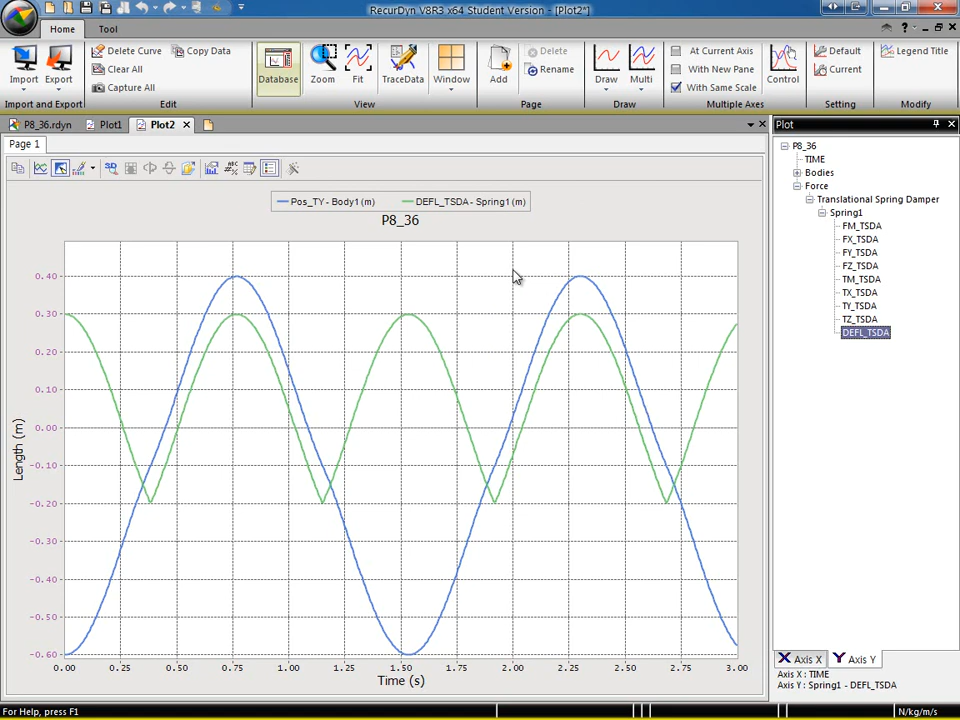 RecurDyn V8R3 x64 Student Version - [Plot2*]
Home Tool
Import Export
Delete Curve
Clear All
Capture All
Copy Data
Database Zoom Fit TraceData Window
Add
Delete
Rename
Draw Multi
At Current Axis
With New Pane
With Same Scale
Control
Default
Current
Legend Title
Import and Export Edit View Page Draw Multiple Axes Setting Modify
P8_36.rdyn Plot1 Plot2
Page 1
Pos_TY - Body1 (m) DEFL_TSDA - Spring1 (m)
P8_36
0.40
0.30
0.20
0.10
0.00
-0.10
-0.20
-0.30
-0.40
-0.50
-0.60
Length (m)
0.00 0.25 0.50 0.75 1.00 1.25 1.50 1.75 2.00 2.25 2.50 2.75 3.00
Time (s)
Plot
P8_36
TIME
Bodies
Force
Translational Spring Damper
Spring1
FM_TSDA
FX_TSDA
FY_TSDA
FZ_TSDA
TM_TSDA
TX_TSDA
TY_TSDA
TZ_TSDA
DEFL_TSDA
Axis X Axis Y
Axis X : TIME
Axis Y : Spring1 - DEFL_TSDA
For Help, press F1
N/kg/m/s